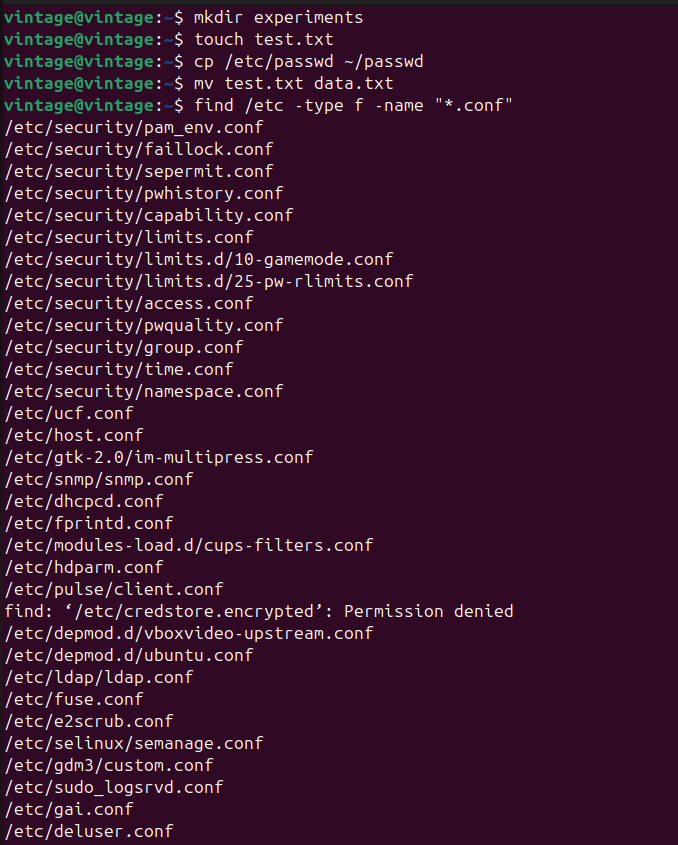 vintage@vintage:~$ mkdir experiments
vintage@vintage:~$ touch test.txt
vintage@vintage:~$ cp /etc/passwd ~/passwd
vintage@vintage:~$ mv test.txt data.txt
vintage@vintage:~$ find /etc -type f -name "*.conf"
/etc/security/pam_env.conf
/etc/security/faillock.conf
/etc/security/sepermit.conf
/etc/security/pwhistory.conf
/etc/security/capability.conf
/etc/security/limits.conf
/etc/security/limits.d/10-gamemode.conf
/etc/security/limits.d/25-pw-rlimits.conf
/etc/security/access.conf
/etc/security/pwquality.conf
/etc/security/group.conf
/etc/security/time.conf
/etc/security/namespace.conf
/etc/ucf.conf
/etc/host.conf
/etc/gtk-2.0/im-multipress.conf
/etc/snmp/snmp.conf
/etc/dhcpcd.conf
/etc/fprintd.conf
/etc/modules-load.d/cups-filters.conf
/etc/hdparm.conf
/etc/pulse/client.conf
find: ‘/etc/credstore.encrypted’: Permission denied
/etc/depmod.d/vboxvideo-upstream.conf
/etc/depmod.d/ubuntu.conf
/etc/ldap/ldap.conf
/etc/fuse.conf
/etc/e2scrub.conf
/etc/selinux/semanage.conf
/etc/gdm3/custom.conf
/etc/sudo_logsrvd.conf
/etc/gai.conf
/etc/deluser.conf